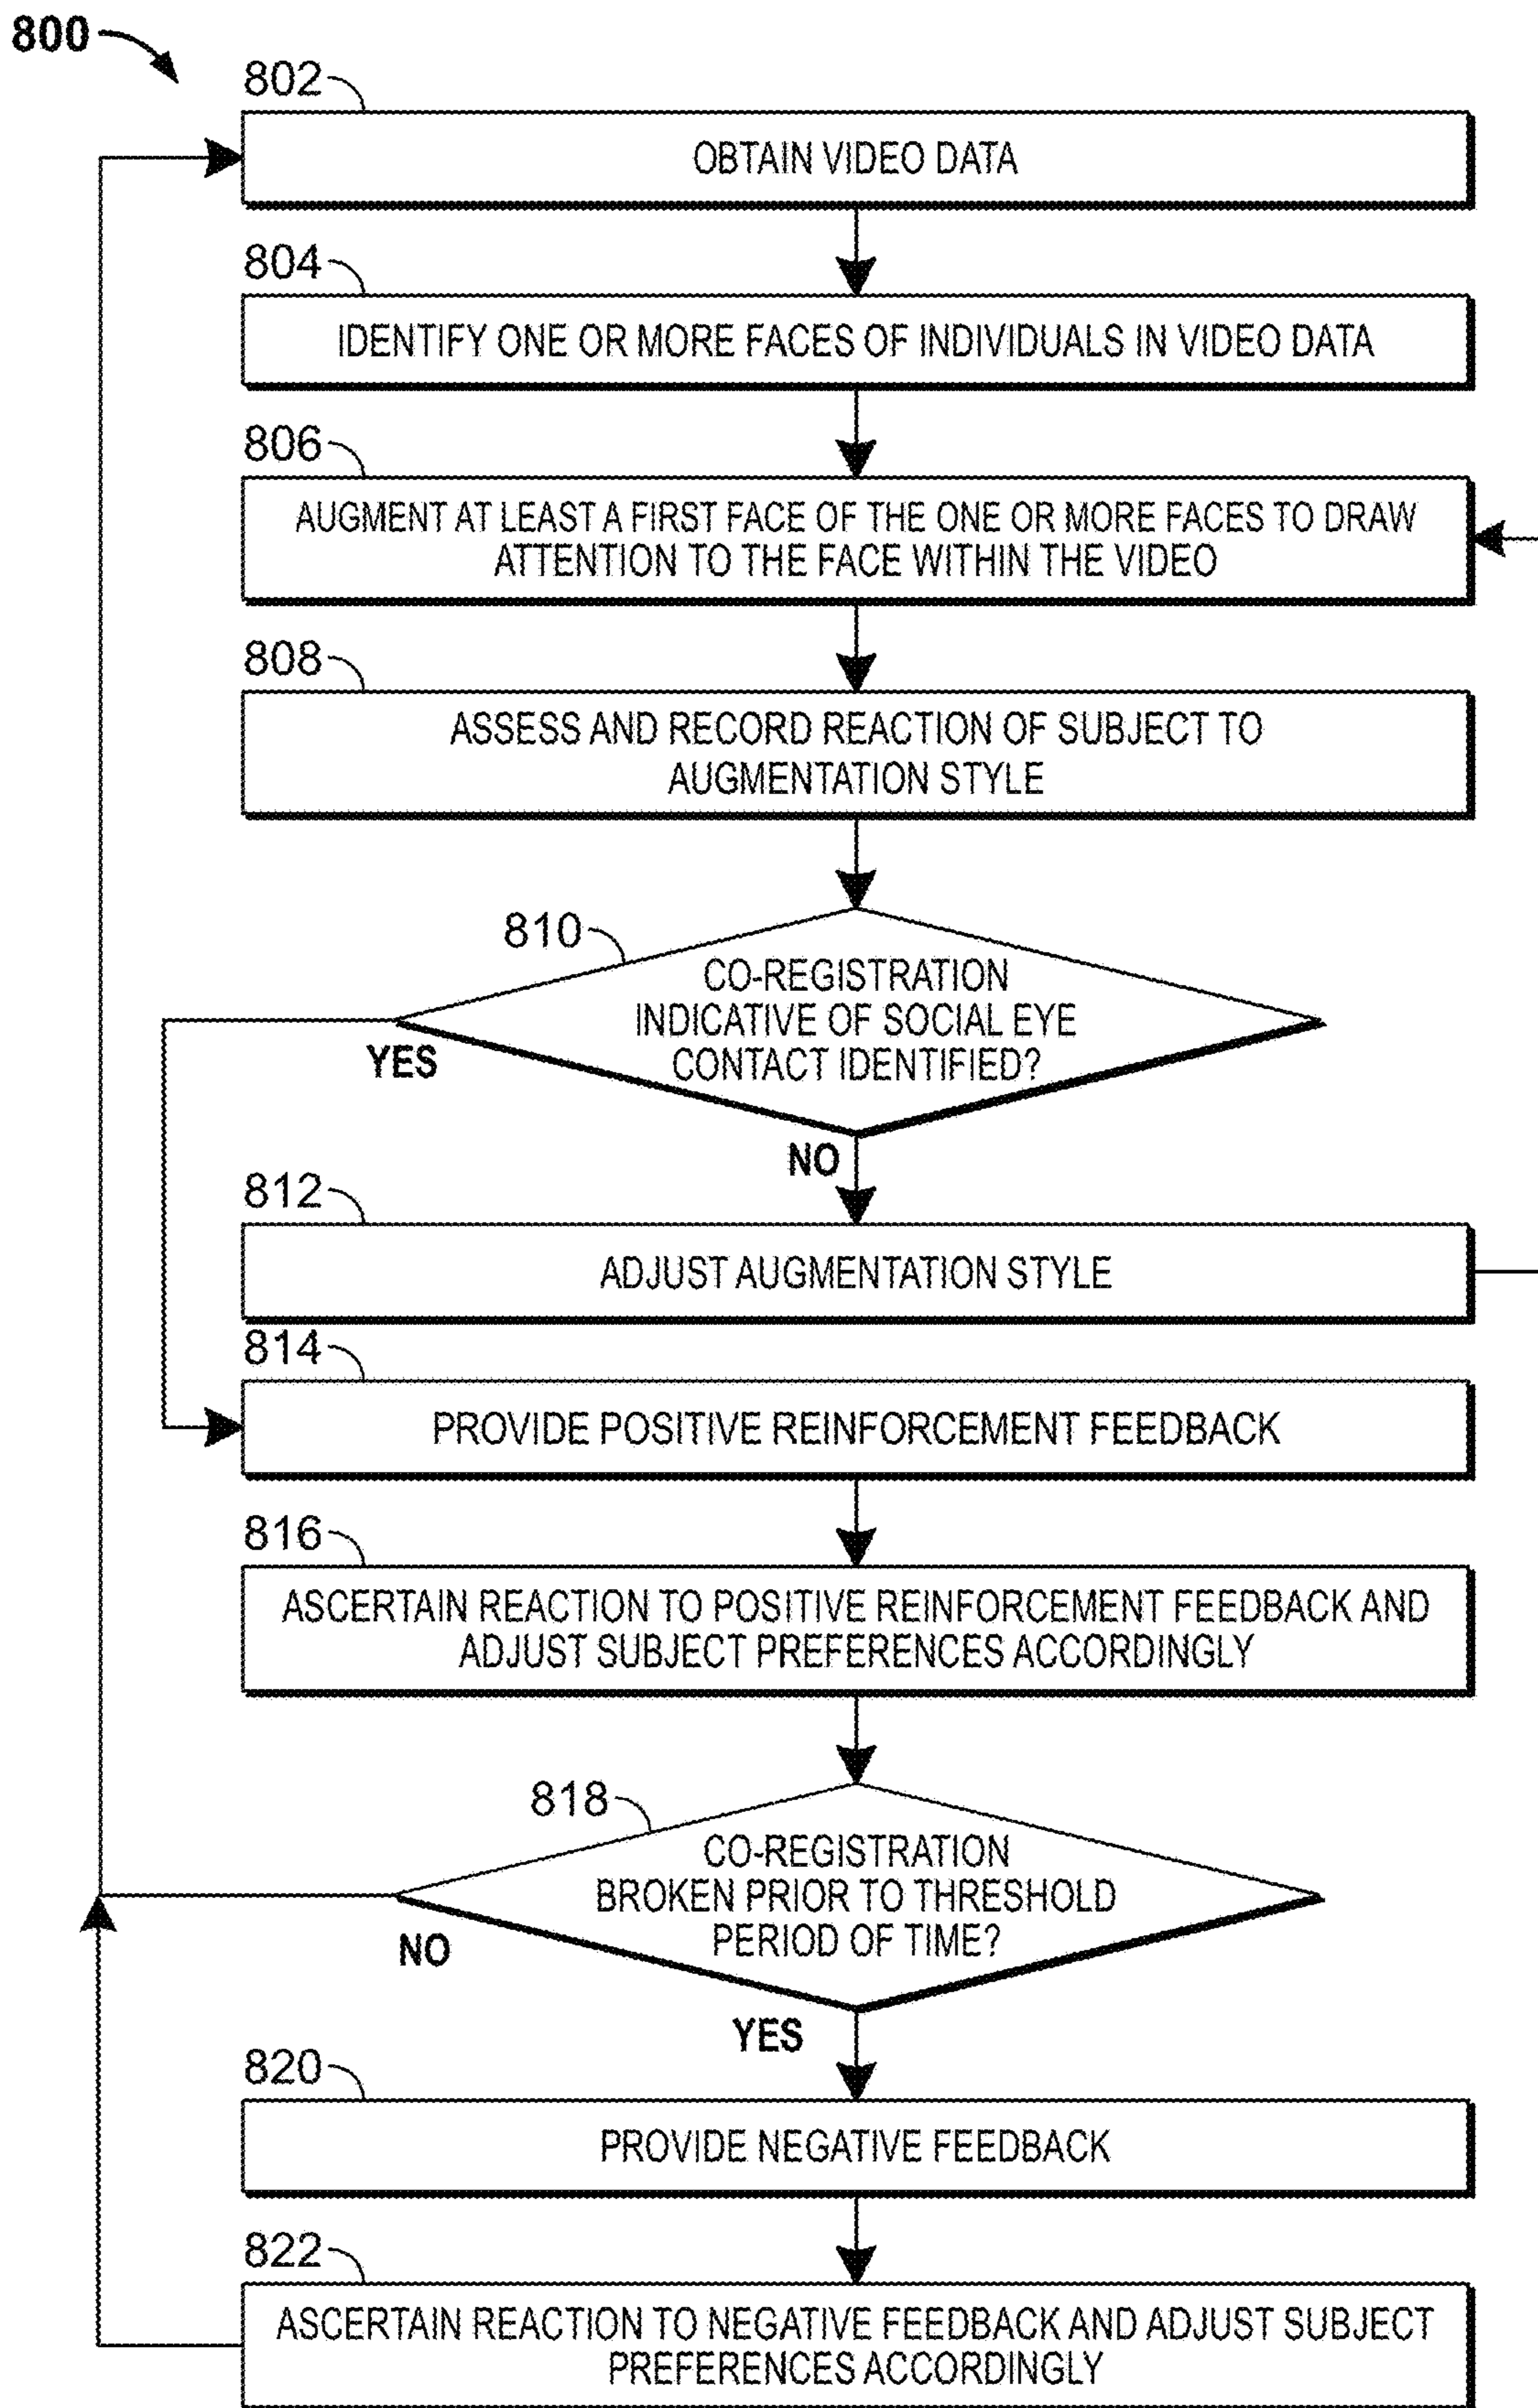 800
802
OBTAIN VIDEO DATA
804
IDENTIFY ONE OR MORE FACES OF INDIVIDUALS IN VIDEO DATA
806
AUGMENT AT LEAST A FIRST FACE OF THE ONE OR MORE FACES TO DRAW
ATTENTION TO THE FACE WITHIN THE VIDEO
808
ASSESS AND RECORD REACTION OF SUBJECT TO
AUGMENTATION STYLE
810
CO-REGISTRATION
INDICATIVE OF SOCIAL EYE
CONTACT IDENTIFIED?
YES
NO
812
ADJUST AUGMENTATION STYLE
814
PROVIDE POSITIVE REINFORCEMENT FEEDBACK
816
ASCERTAIN REACTION TO POSITIVE REINFORCEMENT FEEDBACK AND
ADJUST SUBJECT PREFERENCES ACCORDINGLY
818
CO-REGISTRATION
BROKEN PRIOR TO THRESHOLD
PERIOD OF TIME?
NO
YES
820
PROVIDE NEGATIVE FEEDBACK
822
ASCERTAIN REACTION TO NEGATIVE FEEDBACK AND ADJUST SUBJECT
PREFERENCES ACCORDINGLY